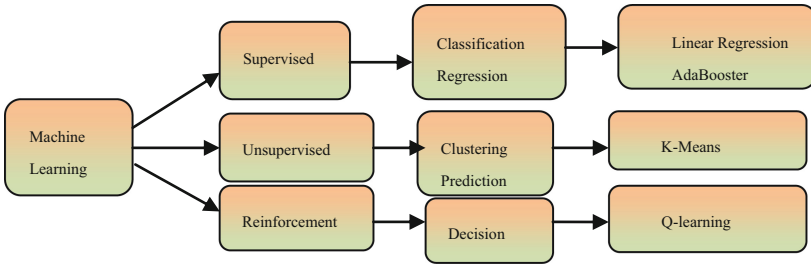 Machine
Learning
Supervised
Classification
Regression
Linear Regression
AdaBooster
Unsupervised
Clustering
Prediction
K-Means
Reinforcement
Decision
Q-learning